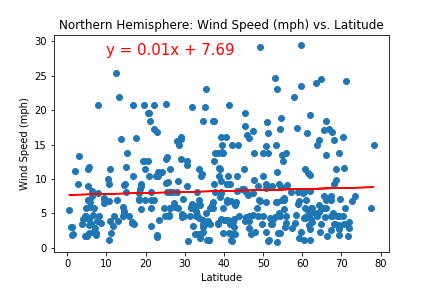 Northern Hemisphere: Wind Speed (mph) vs. Latitude
y = 0.01x + 7.69
Wind Speed (mph)
30
25
20
15
10
5
0
0 10 20 30 40 50 60 70 80
Latitude